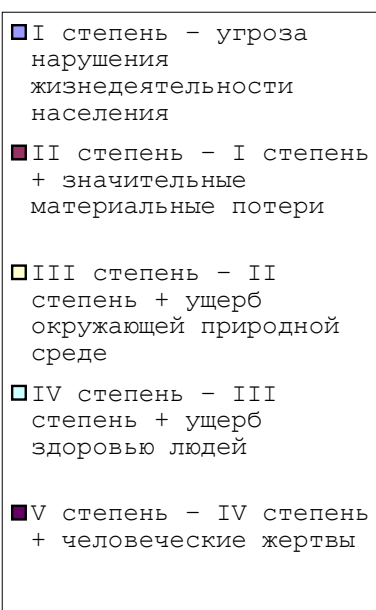 I степень – угроза
нарушения
жизнедеятельности
населения
II степень – I степень
+ значительные
материальные потери
III степень – II
степень + ущерб
окружающей природной
среде
IV степень – III
степень + ущерб
здоровью людей
V степень – IV степень
+ человеческие жертвы